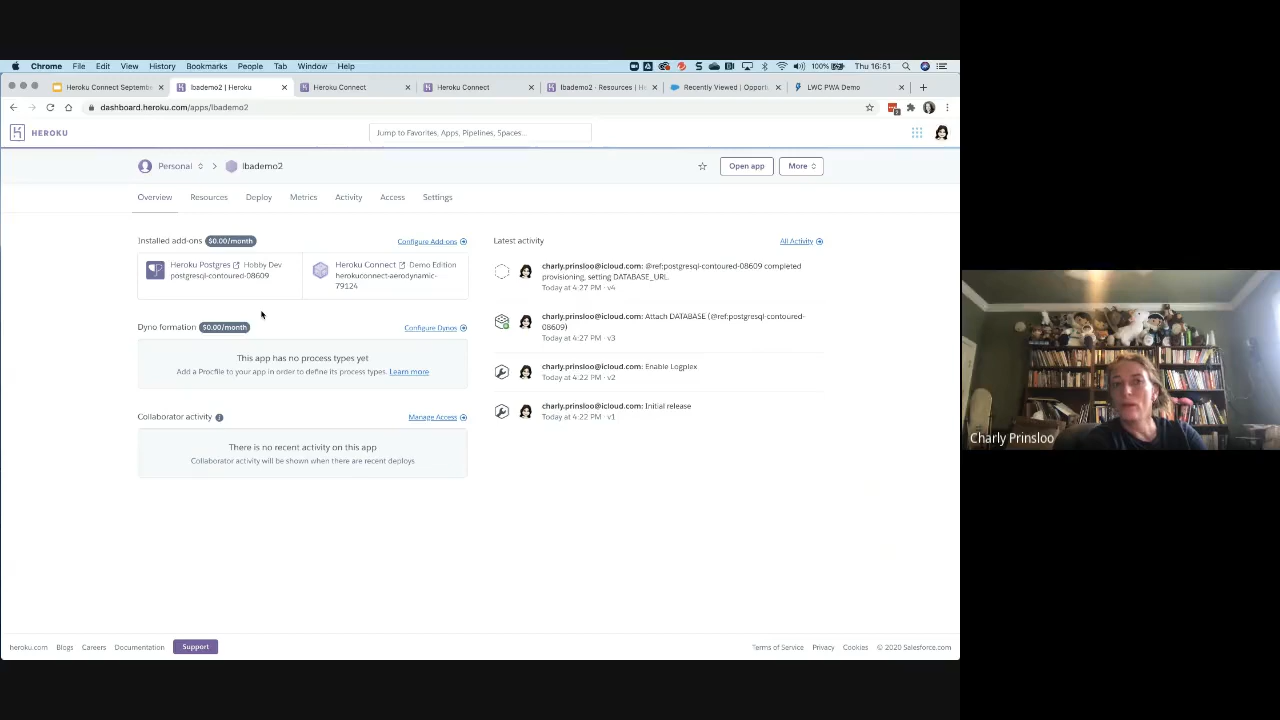 Chrome File Edit View History Bookmarks People Tab Window Help
100% Thu 16:51
Heroku Connect Septemb
lbademo2 | Heroku
Heroku Connect
Heroku Connect
lbademo2 - Resources | He
Recently Viewed | Opportu
LWC PWA Demo
dashboard.heroku.com/apps/lbademo2
HEROKU
Jump to Favorites, Apps, Pipelines, Spaces...
Personal > lbademo2
Open app
More
Overview Resources Deploy Metrics Activity Access Settings
Installed add-ons $0.00/month
Configure Add-ons
Heroku Postgres Hobby Dev
postgresql-contoured-08609
Heroku Connect Demo Edition
herokuconnect-aerodynamic-
79124
Dyno formation $0.00/month
Configure Dynos
This app has no process types yet
Add a Procfile to your app in order to define its process types. Learn more
Collaborator activity
Manage Access
There is no recent activity on this app
Collaborator activity will be shown when there are recent deploys
Latest activity
All Activity
charly.prinsloo@icloud.com: @ref:postgresql-contoured-08609 completed
provisioning, setting DATABASE_URL.
Today at 4:27 PM · v4
charly.prinsloo@icloud.com: Attach DATABASE (@ref:postgresql-contoured-
08609)
Today at 4:27 PM · v3
charly.prinsloo@icloud.com: Enable Logplex
Today at 4:22 PM · v2
charly.prinsloo@icloud.com: Initial release
Today at 4:22 PM · v1
heroku.com Blogs Careers Documentation Support
Terms of Service Privacy Cookies © 2020 Salesforce.com
Charly Prinsloo